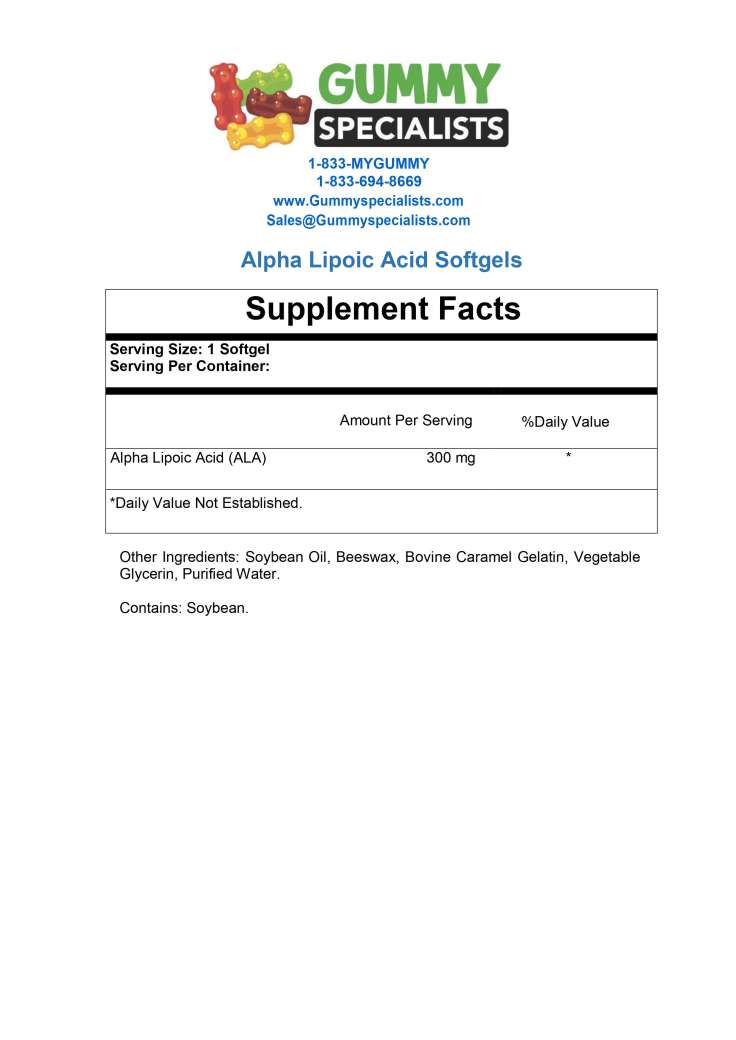 GUMMY
SPECIALISTS
1-833-MYGUMMY
1-833-694-8669
www.Gummyspecialists.com
Sales@Gummyspecialists.com
Alpha Lipoic Acid Softgels
Supplement Facts
Serving Size: 1 Softgel
Serving Per Container:
Amount Per Serving %Daily Value
Alpha Lipoic Acid (ALA) 300 mg *
*Daily Value Not Established.
Other Ingredients: Soybean Oil, Beeswax, Bovine Caramel Gelatin, Vegetable
Glycerin, Purified Water.
Contains: Soybean.